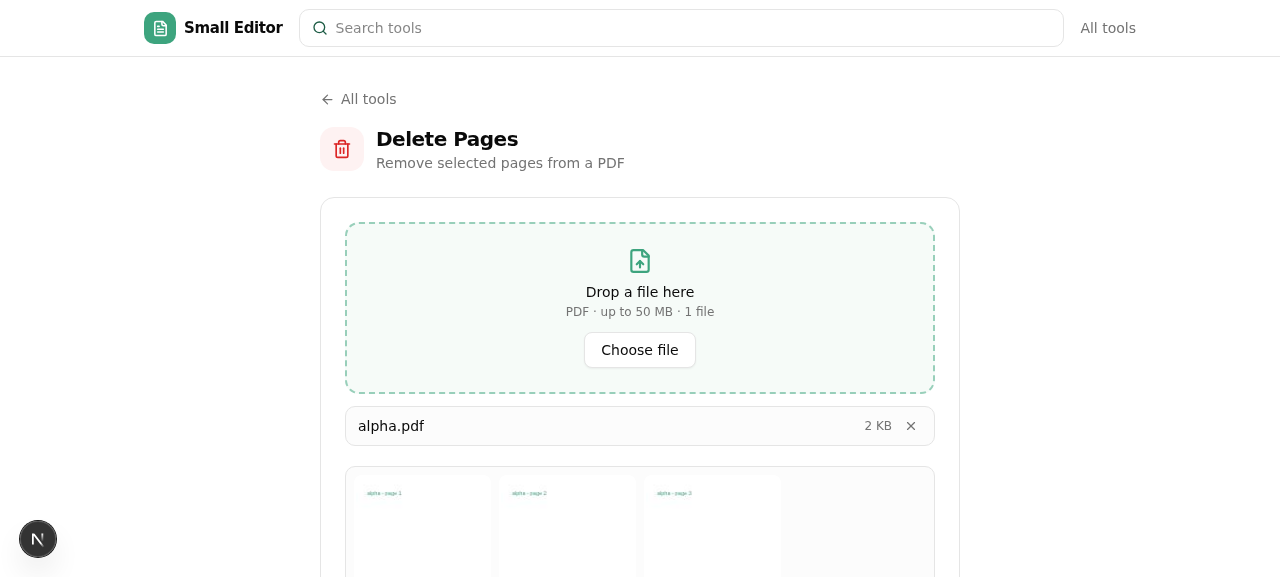 Small Editor
Search tools
All tools
All tools
Delete Pages
Remove selected pages from a PDF
Drop a file here
PDF · up to 50 MB · 1 file
Choose file
alpha.pdf
2 KB
alpha - page 1
alpha - page 2
alpha - page 3
N